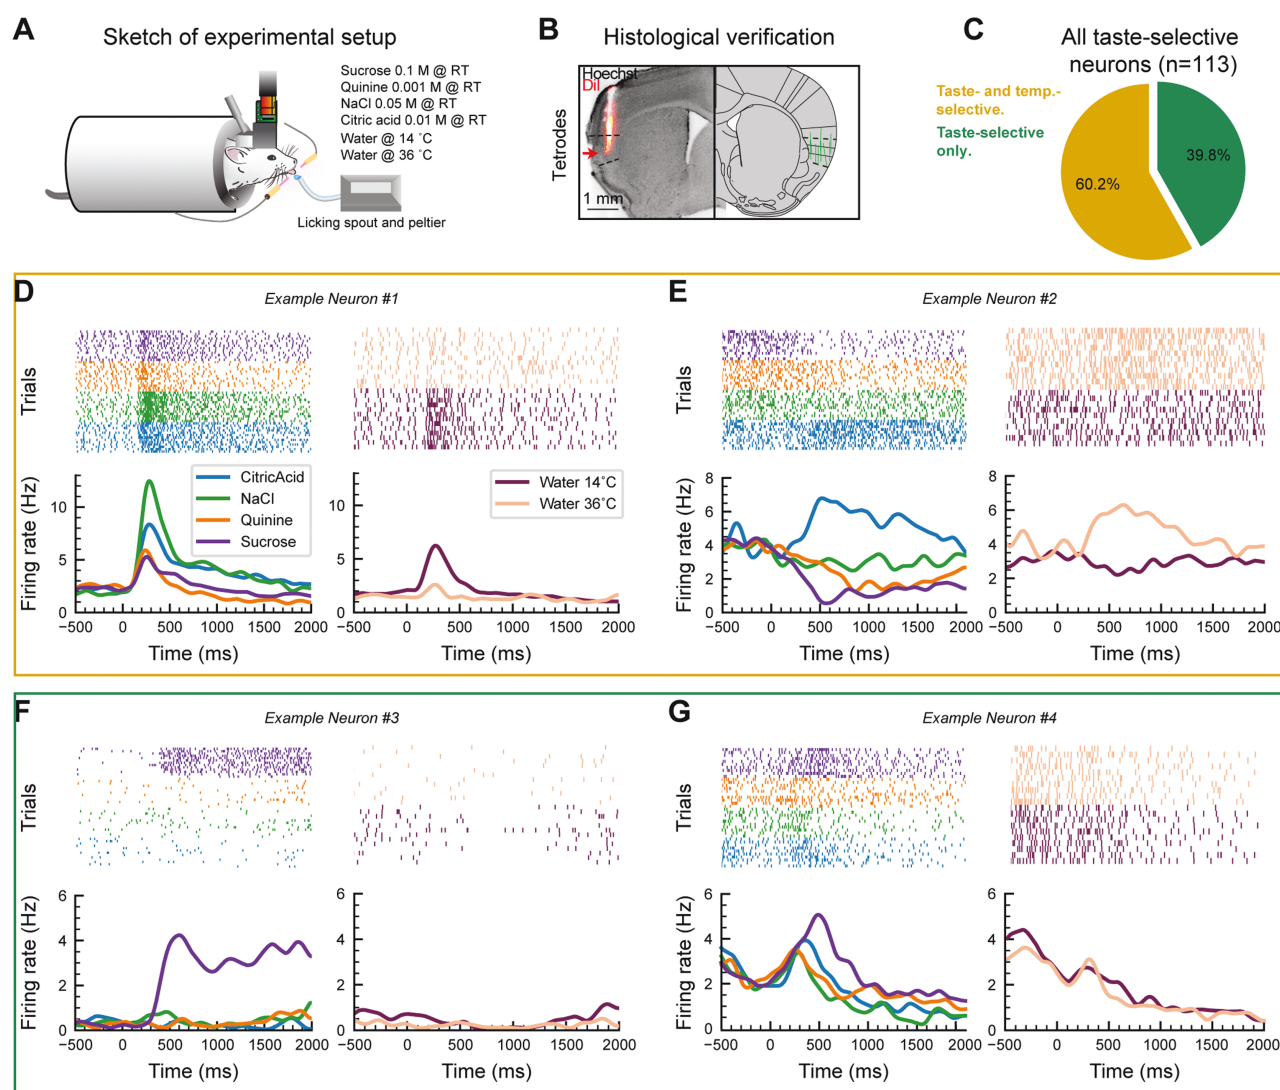 A
Sketch of experimental setup
Sucrose 0.1 M @ RT
Quinine 0.001 M @ RT
NaCl 0.05 M @ RT
Citric acid 0.01 M @ RT
Water @ 14 ˚C
Water @ 36 ˚C
Licking spout and peltier
B
Histological verification
Hoechst
DiI
Tetrodes
1 mm
C
All taste-selective
neurons (n=113)
Taste- and temp.-
selective.
Taste-selective
only.
39.8%
60.2%
D
Example Neuron #1
Trials
Firing rate (Hz)
10
5
0
CitricAcid
NaCl
Quinine
Sucrose
−500 0 500 1000 1500 2000
Time (ms)
10
5
0
Water 14˚C
Water 36˚C
−500 0 500 1000 1500 2000
Time (ms)
E
Example Neuron #2
Trials
Firing rate (Hz)
8
6
4
2
0
−500 0 500 1000 1500 2000
Time (ms)
8
6
4
2
0
−500 0 500 1000 1500 2000
Time (ms)
F
Example Neuron #3
Trials
Firing rate (Hz)
6
4
2
0
−500 0 500 1000 1500 2000
Time (ms)
6
4
2
0
−500 0 500 1000 1500 2000
Time (ms)
G
Example Neuron #4
Trials
Firing rate (Hz)
6
4
2
0
−500 0 500 1000 1500 2000
Time (ms)
6
4
2
0
−500 0 500 1000 1500 2000
Time (ms)